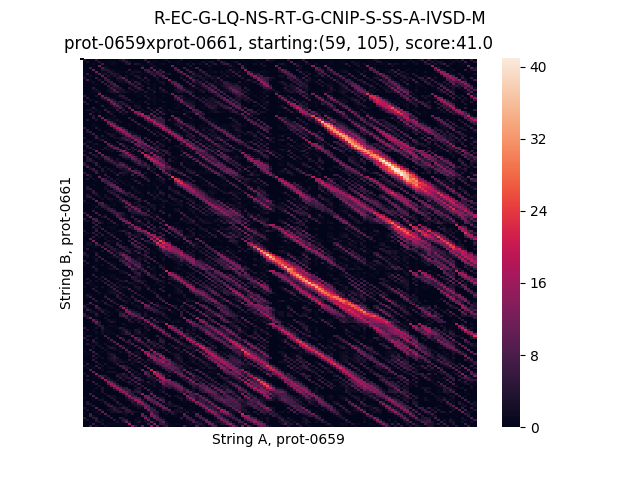 R-EC-G-LQ-NS-RT-G-CNIP-S-SS-A-IVSD-M
prot-0659xprot-0661, starting:(59, 105), score:41.0
40
32
24
16
8
0
String B, prot-0661
String A, prot-0659